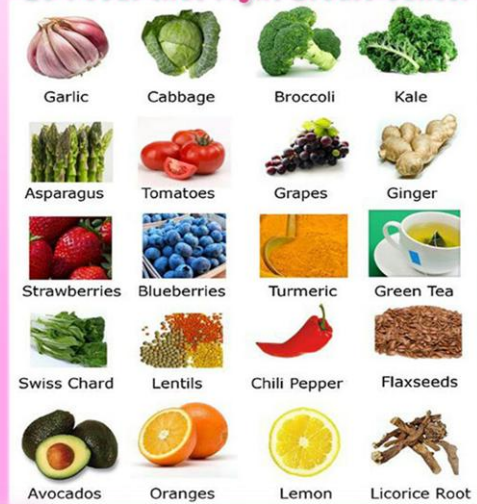 Garlic Cabbage Broccoli Kale
Asparagus Tomatoes Grapes Ginger
Strawberries Blueberries Turmeric Green Tea
Swiss Chard Lentils Chili Pepper Flaxseeds
Avocados Oranges Lemon Licorice Root